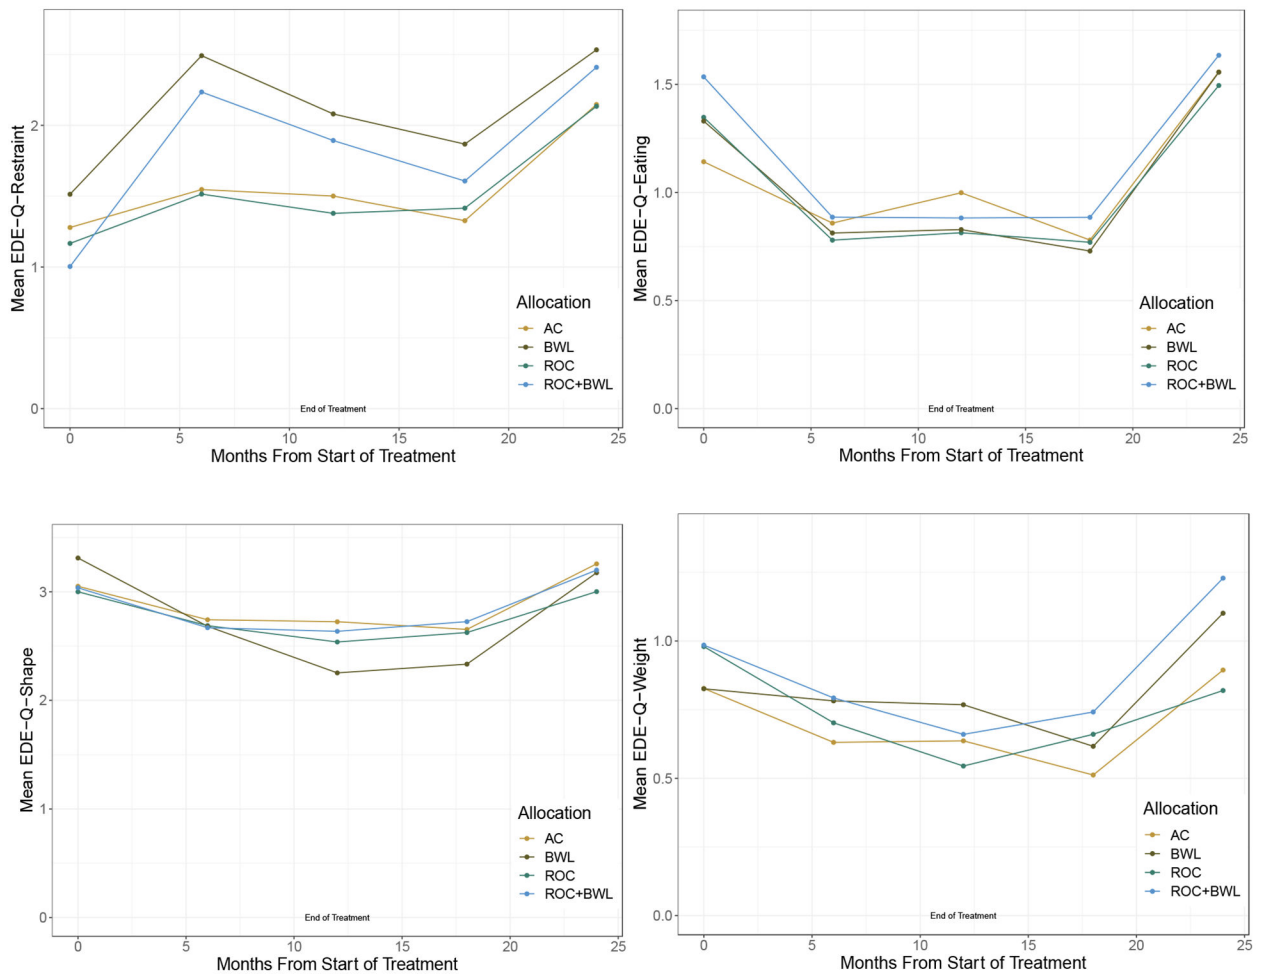 Mean EDE-Q-Restraint
2
1
0
0 5 10 15 20 25
Months From Start of Treatment
End of Treatment
Allocation
AC
BWL
ROC
ROC+BWL
Mean EDE-Q-Eating
1.5
1.0
0.5
0.0
0 5 10 15 20 25
Months From Start of Treatment
End of Treatment
Allocation
AC
BWL
ROC
ROC+BWL
Mean EDE-Q-Shape
3
2
1
0
0 5 10 15 20 25
Months From Start of Treatment
End of Treatment
Allocation
AC
BWL
ROC
ROC+BWL
Mean EDE-Q-Weight
1.0
0.5
0.0
0 5 10 15 20 25
Months From Start of Treatment
End of Treatment
Allocation
AC
BWL
ROC
ROC+BWL